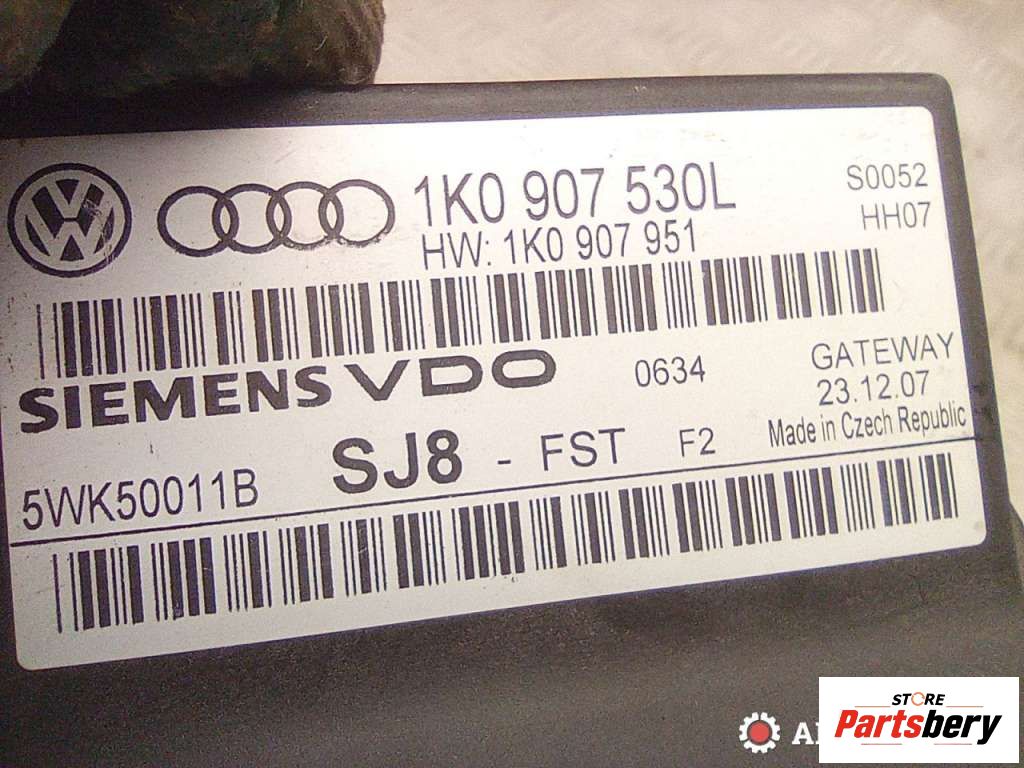 1K0 907 530L
S0052
HW: 1K0 907 951
HH07
SIEMENS VDO
0634
GATEWAY
23.12.07
Made in Czech Republic
5WK50011B
SJ8 - FST F2
STORE
Partsbery